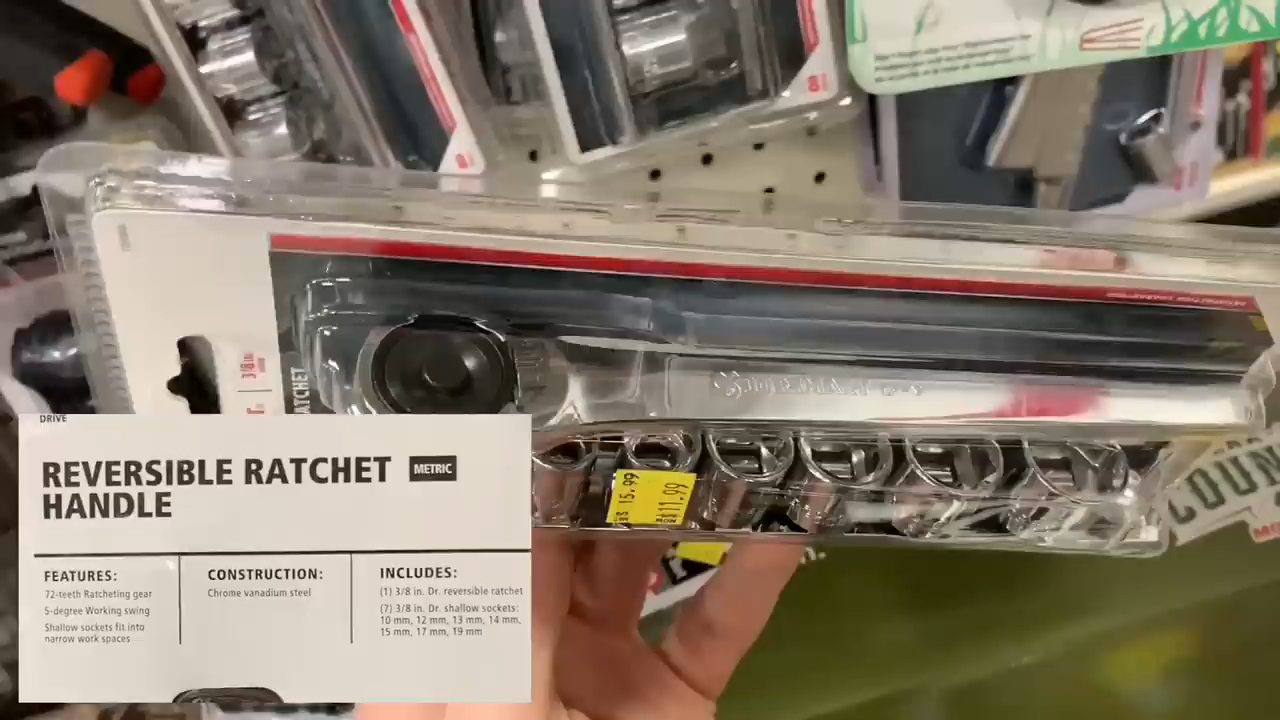 3/8
RATCHET
15.99
NOW
$11.99
COUN
DRIVE
REVERSIBLE RATCHET METRIC
HANDLE
FEATURES:
72-teeth Ratcheting gear
5-degree Working swing
Shallow sockets fit into
narrow work spaces
CONSTRUCTION:
Chrome vanadium steel
INCLUDES:
(1) 3/8 in. Dr. reversible ratchet
(7) 3/8 in. Dr. shallow sockets:
10 mm, 12 mm, 13 mm, 14 mm,
15 mm, 17 mm, 19 mm